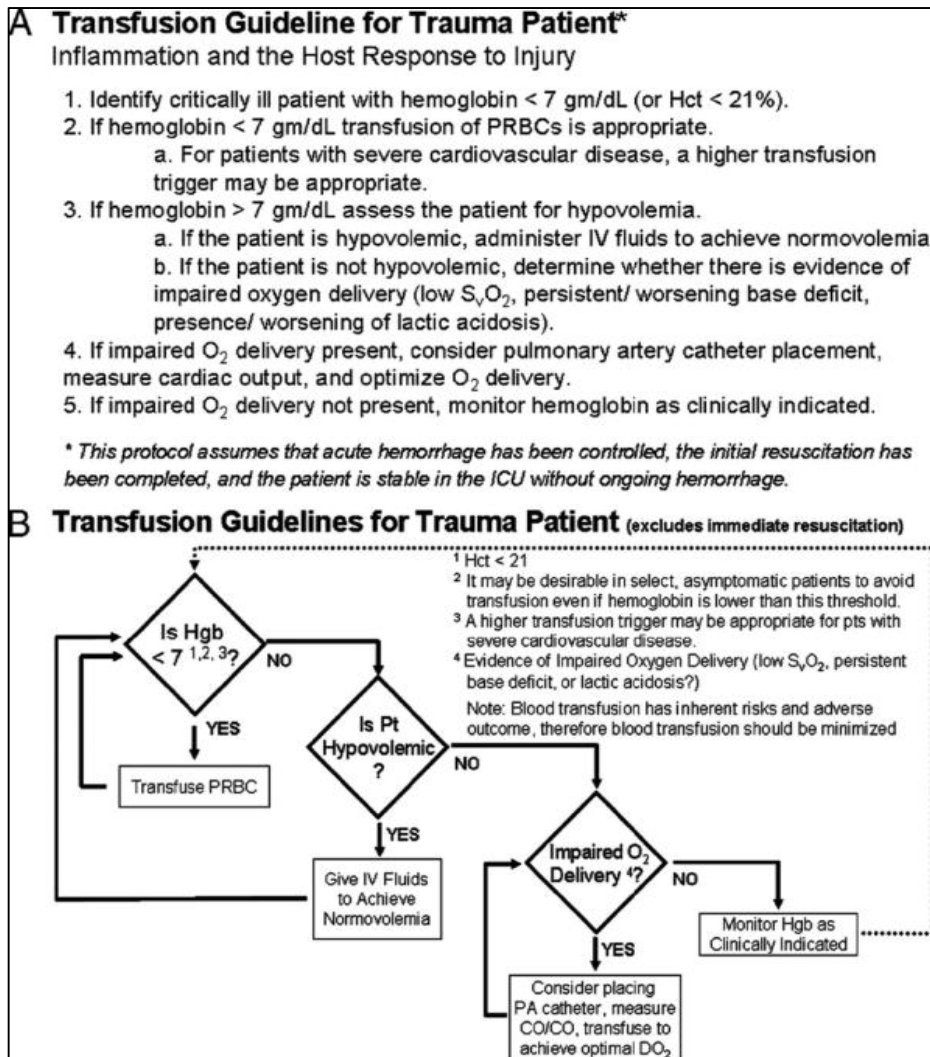 A Transfusion Guideline for Trauma Patient*
Inflammation and the Host Response to Injury
1. Identify critically ill patient with hemoglobin < 7 gm/dL (or Hct < 21%).
2. If hemoglobin < 7 gm/dL transfusion of PRBCs is appropriate.
a. For patients with severe cardiovascular disease, a higher transfusion
trigger may be appropriate.
3. If hemoglobin > 7 gm/dL assess the patient for hypovolemia.
a. If the patient is hypovolemic, administer IV fluids to achieve normovolemia
b. If the patient is not hypovolemic, determine whether there is evidence of
impaired oxygen delivery (low SvO2, persistent/ worsening base deficit,
presence/ worsening of lactic acidosis).
4. If impaired O2 delivery present, consider pulmonary artery catheter placement,
measure cardiac output, and optimize O2 delivery.
5. If impaired O2 delivery not present, monitor hemoglobin as clinically indicated.
* This protocol assumes that acute hemorrhage has been controlled, the initial resuscitation has
been completed, and the patient is stable in the ICU without ongoing hemorrhage.
B Transfusion Guidelines for Trauma Patient (excludes immediate resuscitation)
1 Hct < 21
2 It may be desirable in select, asymptomatic patients to avoid
transfusion even if hemoglobin is lower than this threshold.
3 A higher transfusion trigger may be appropriate for pts with
severe cardiovascular disease.
4 Evidence of Impaired Oxygen Delivery (low SvO2, persistent
base deficit, or lactic acidosis?)
Note: Blood transfusion has inherent risks and adverse
outcome, therefore blood transfusion should be minimized
Is Hgb
< 7 1,2, 3?
NO
YES
Transfuse PRBC
Is Pt
Hypovolemic
?
NO
YES
Give IV Fluids
to Achieve
Normovolemia
Impaired O2
Delivery 4?
NO
YES
Monitor Hgb as
Clinically Indicated
Consider placing
PA catheter, measure
CO/CO, transfuse to
achieve optimal DO2